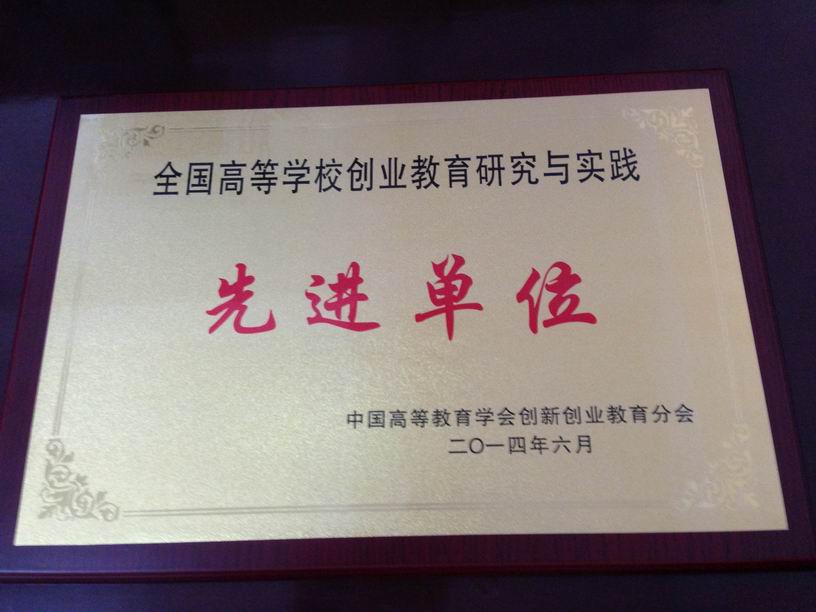 全国高等学校创业教育研究与实践
先进单位
中国高等教育学会创新创业教育分会
二〇一四年六月